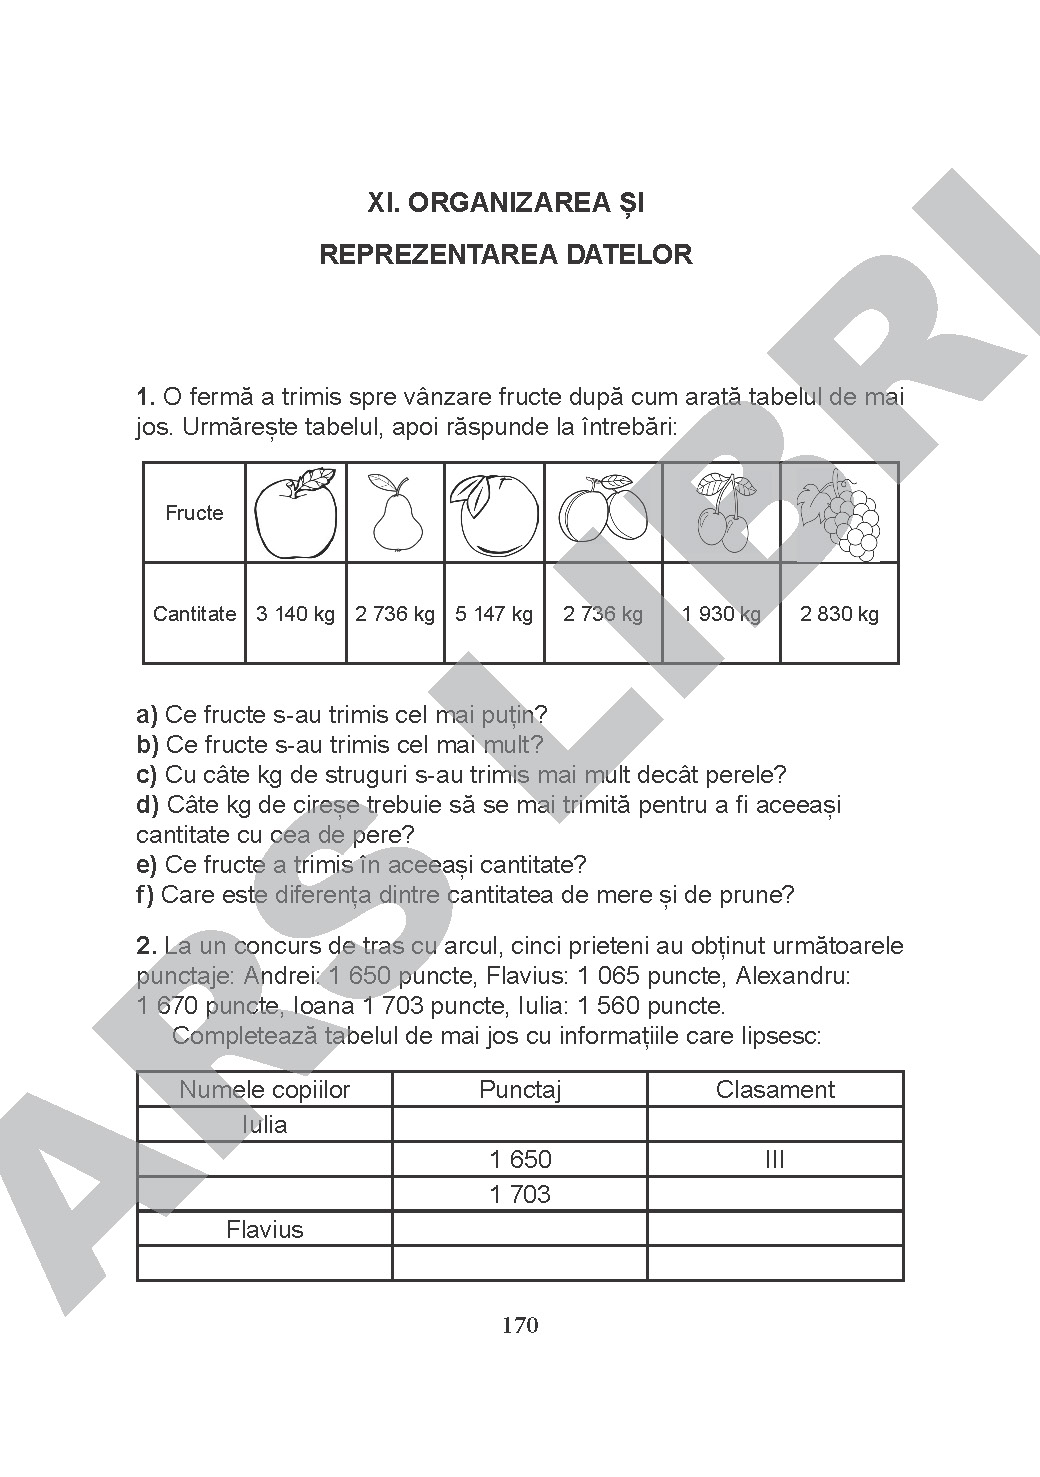 XI. ORGANIZAREA ȘI
REPREZENTAREA DATELOR
1. O fermă a trimis spre vânzare fructe după cum arată tabelul de mai
jos. Urmărește tabelul, apoi răspunde la întrebări:
Fructe
Cantitate 3 140 kg 2 736 kg 5 147 kg 2 736 kg 1 930 kg 2 830 kg
a) Ce fructe s-au trimis cel mai puțin?
b) Ce fructe s-au trimis cel mai mult?
c) Cu câte kg de struguri s-au trimis mai mult decât perele?
d) Câte kg de cireșe trebuie să se mai trimită pentru a fi aceeași
cantitate cu cea de pere?
e) Ce fructe a trimis în aceeași cantitate?
f) Care este diferența dintre cantitatea de mere și de prune?
2. La un concurs de tras cu arcul, cinci prieteni au obținut următoarele
punctaje: Andrei: 1 650 puncte, Flavius: 1 065 puncte, Alexandru:
1 670 puncte, Ioana 1 703 puncte, Iulia: 1 560 puncte.
Completează tabelul de mai jos cu informațiile care lipsesc:
Numele copiilor Punctaj Clasament
Iulia
1 650 III
1 703
Flavius
170
ARS LIBRI